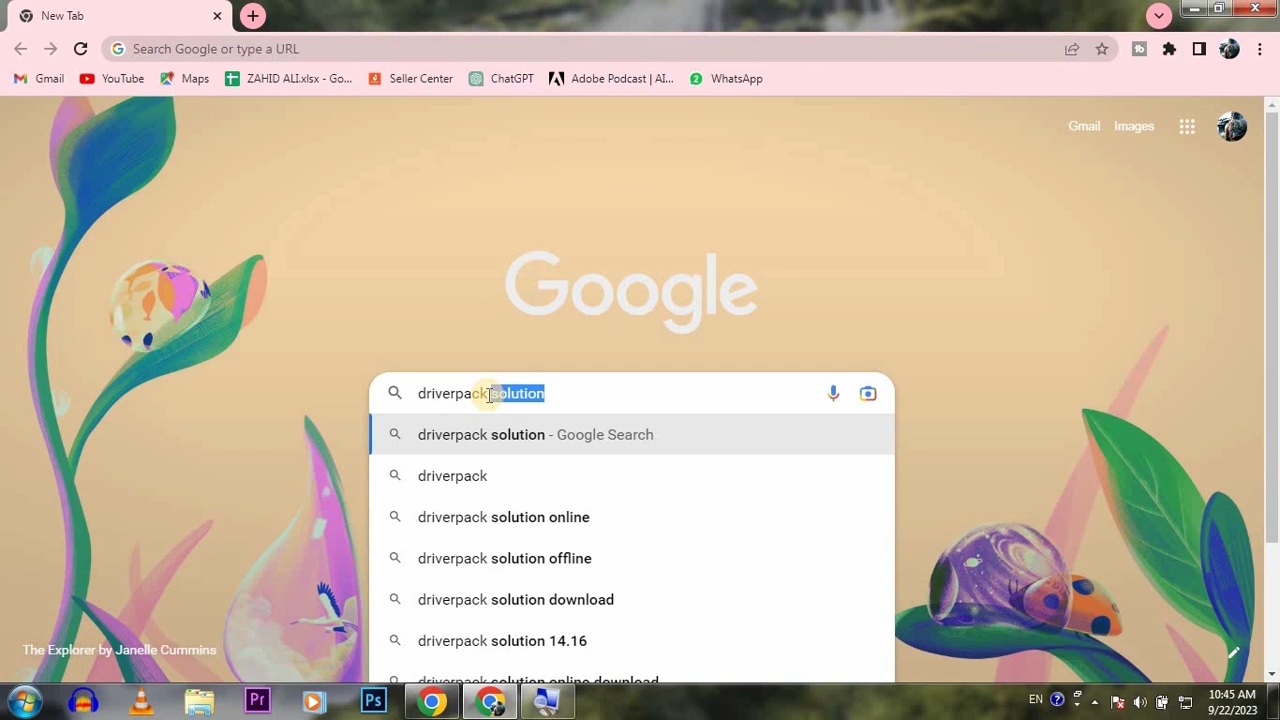 New Tab
Search Google or type a URL
Gmail
YouTube
Maps
ZAHID ALI.xlsx - Go...
Seller Center
ChatGPT
Adobe Podcast | AI...
2
WhatsApp
Gmail
Images
Google
driverpack solution
driverpack solution - Google Search
driverpack
driverpack solution online
driverpack solution offline
driverpack solution download
driverpack solution 14.16
driverpack solution online download
The Explorer by Janelle Cummins
Pr
Ps
EN
10:45 AM
9/22/2023